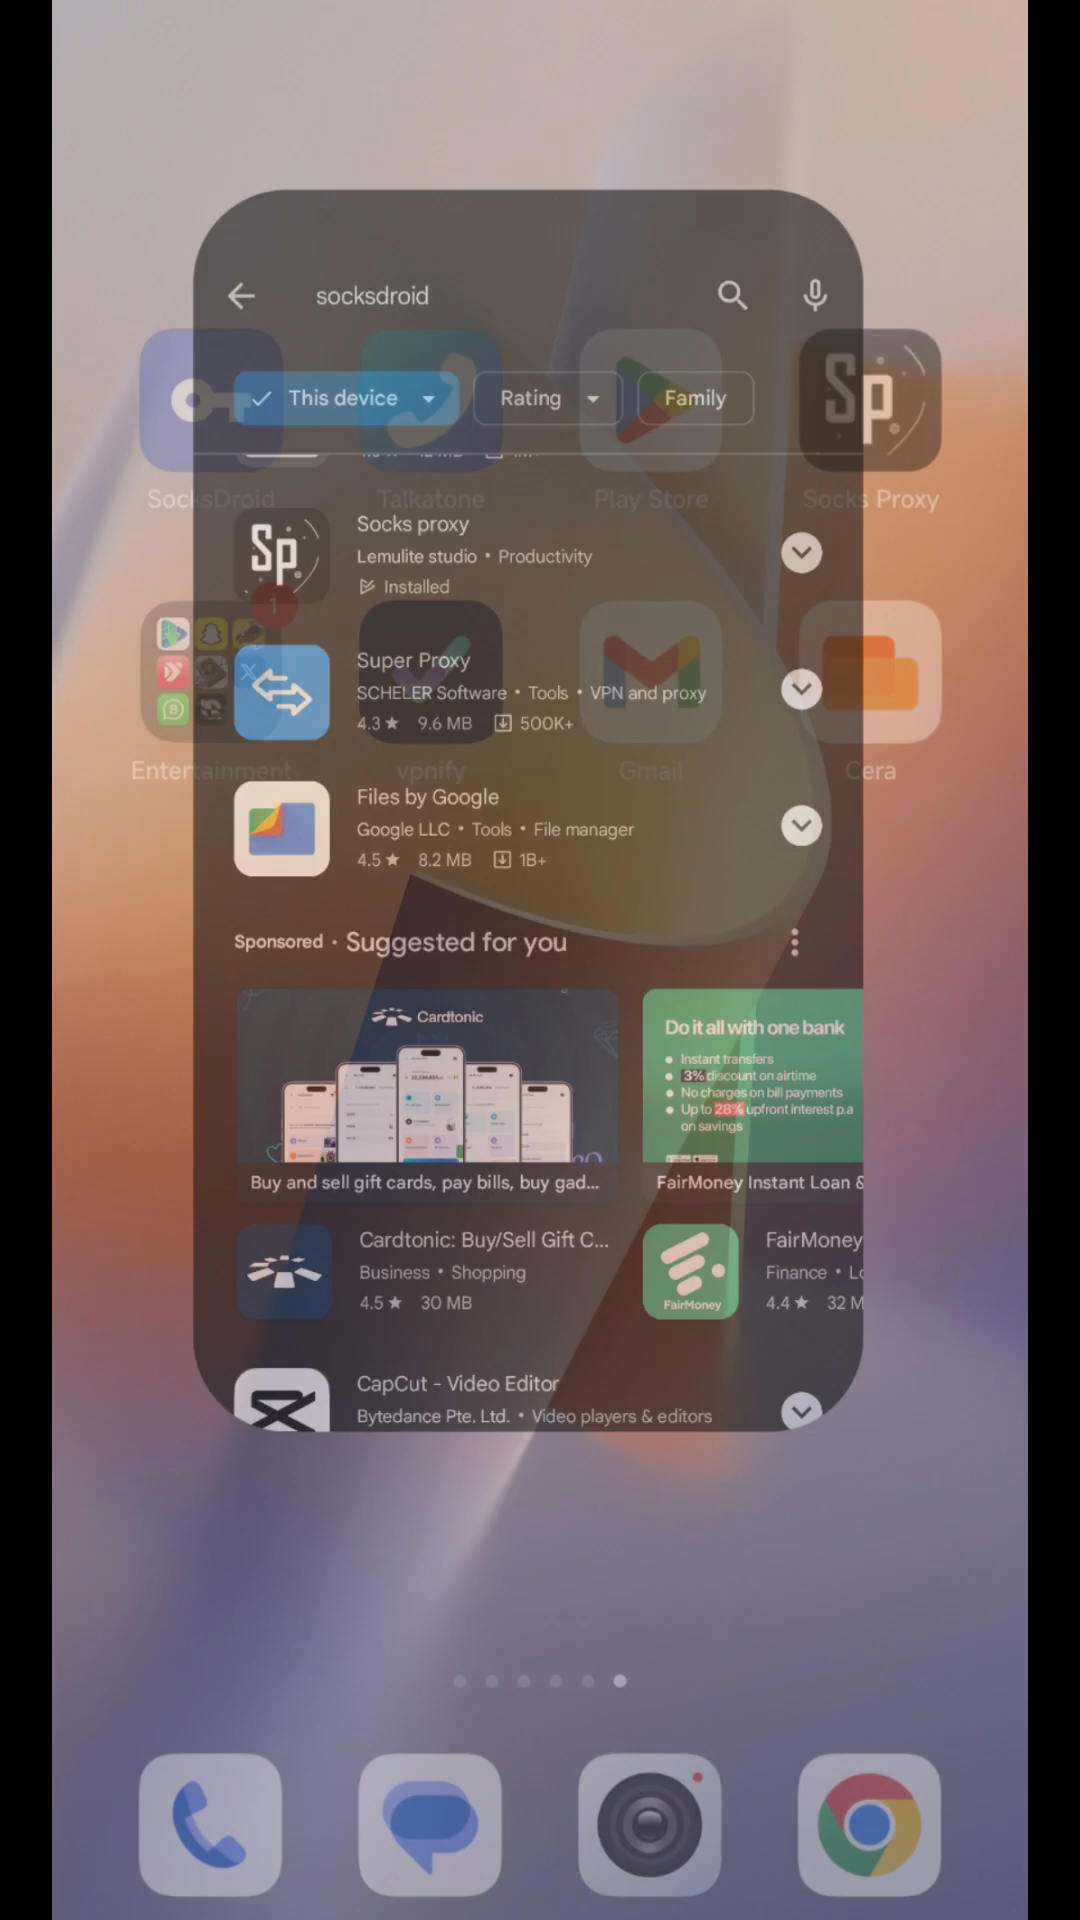 socksdroid
This device
Rating
Family
SocksDroid
Talkatone
Play Store
Socks Proxy
Sp
Sp
Socks proxy
Lemulite studio • Productivity
Installed
1
Super Proxy
SCHELER Software • Tools • VPN and proxy
4.3★ 9.6 MB 500K+
Entertainment
vpnify
Gmail
Cera
Files by Google
Google LLC • Tools • File manager
4.5★ 8.2 MB 1B+
Sponsored • Suggested for you
Cardtonic
Do it all with one bank
Instant transfers
3% discount on airtime
No charges on bill payments
Up to 28% upfront interest p.a
on savings
Buy and sell gift cards, pay bills, buy gad...
FairMoney Instant Loan &
Cardtonic: Buy/Sell Gift C...
Business • Shopping
4.5★ 30 MB
FairMoney
FairMoney
Finance • Lo
4.4★ 32 M
CapCut - Video Editor
Bytedance Pte. Ltd. • Video players & editors